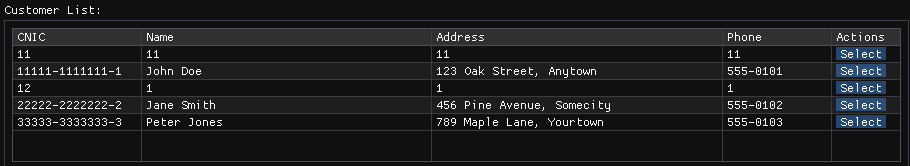 Customer List:
CNIC Name Address Phone Actions
11 11 11 11 Select
11111-1111111-1 John Doe 123 Oak Street, Anytown 555-0101 Select
12 1 1 1 Select
22222-2222222-2 Jane Smith 456 Pine Avenue, Somecity 555-0102 Select
33333-3333333-3 Peter Jones 789 Maple Lane, Yourtown 555-0103 Select